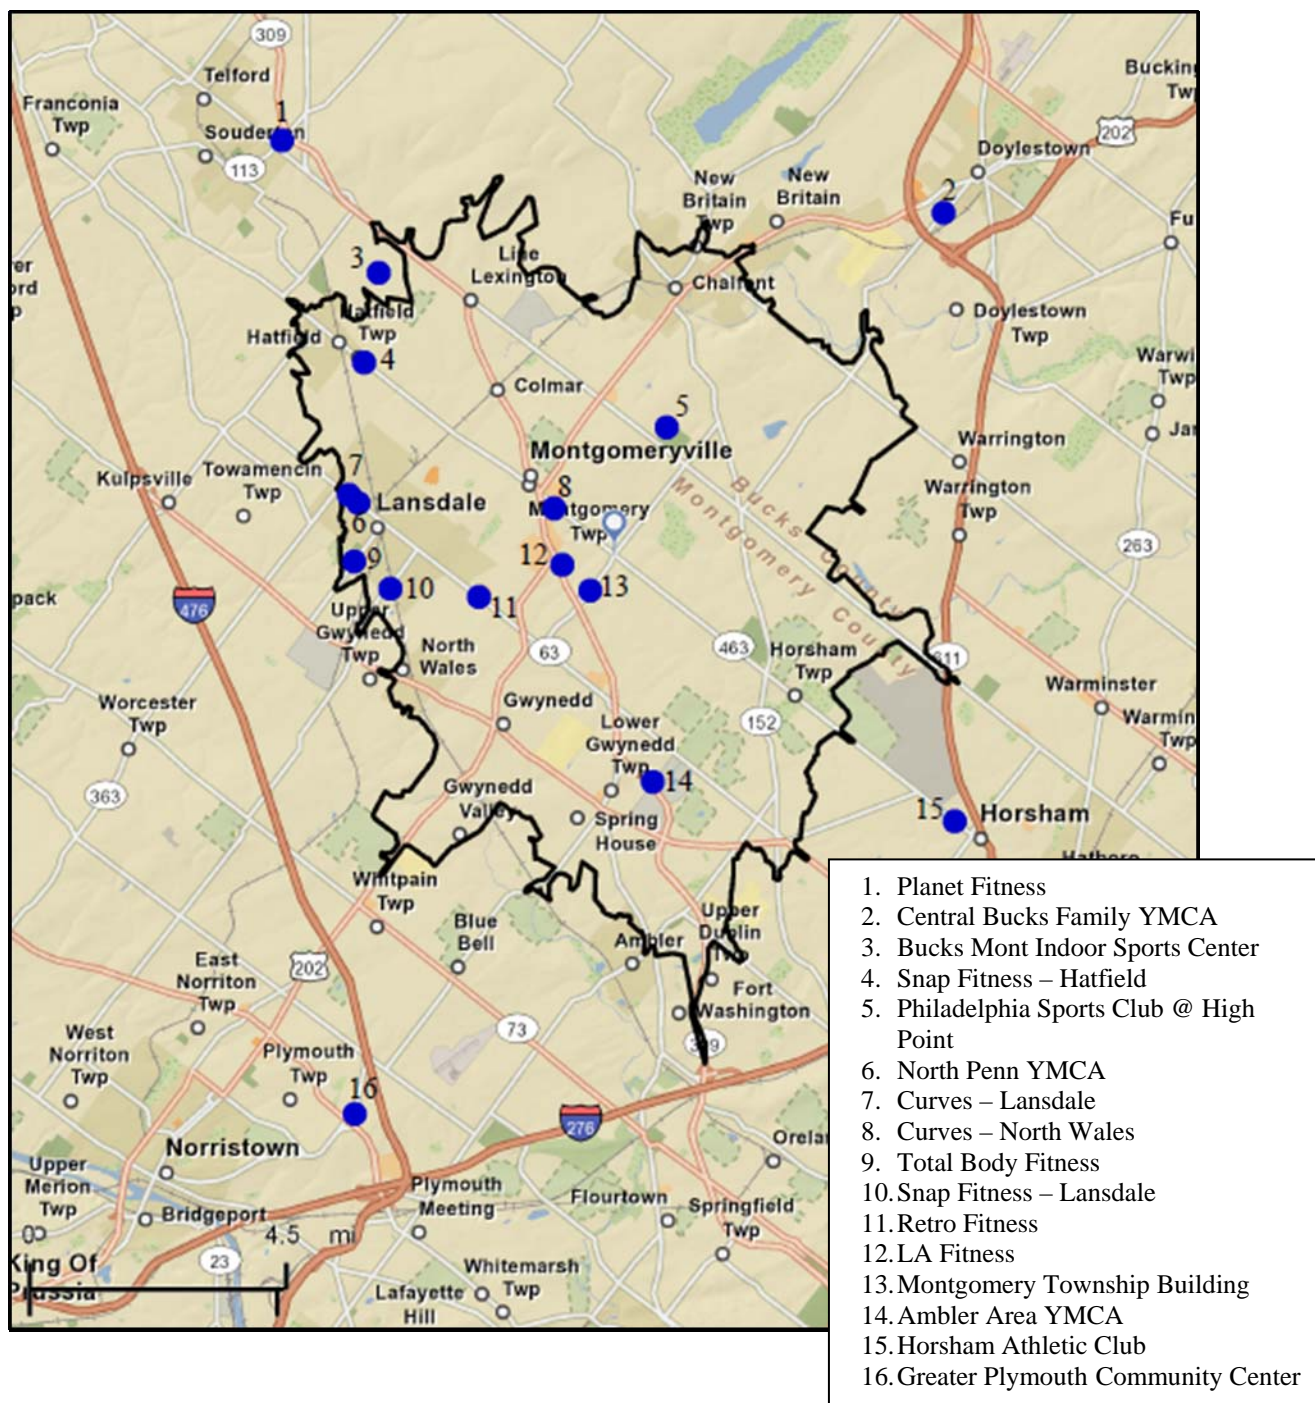 309
Telford
Franconia
Twp
1
Souderton
113
Bucking
Twp
202
Doylestown
2
New
Britain
Twp
New
Britain
Fu
3
Line
Lexington
Chalfont
Hatfield
Twp
Hatfield
4
Doylestown
Twp
Warwi
Twp
Colmar
5
Ja
Montgomeryville
Warrington
7
Kulpsville
Towamencin
Twp
Lansdale
6
8
Montgomery
Twp
Warrington
Twp
Bucks County
Montgomery County
263
9
12
10
11
13
pack
476
Upper
Gwynedd
Twp
North
Wales
63
463
Horsham
Twp
611
Warminster
Worcester
Twp
Gwynedd
Lower
Gwynedd
Twp
152
Warmin
Twp
363
Gwynedd
Valley
14
Spring
House
15
Horsham
Hatboro
Whitpain
Twp
Blue
Bell
Ambler
Upper
Dublin
Twp
East
Norriton
Twp
202
Fort
Washington
309
73
West
Norriton
Twp
Plymouth
Twp
16
276
Norristown
Orelan
Upper
Merion
Twp
Bridgeport
Plymouth
Meeting
Flourtown
Springfield
Twp
0
4.5 mi
23
King Of
Prussia
Whitemarsh
Twp
Lafayette
Hill
1. Planet Fitness
2. Central Bucks Family YMCA
3. Bucks Mont Indoor Sports Center
4. Snap Fitness – Hatfield
5. Philadelphia Sports Club @ High
Point
6. North Penn YMCA
7. Curves – Lansdale
8. Curves – North Wales
9. Total Body Fitness
10. Snap Fitness – Lansdale
11. Retro Fitness
12. LA Fitness
13. Montgomery Township Building
14. Ambler Area YMCA
15. Horsham Athletic Club
16. Greater Plymouth Community Center